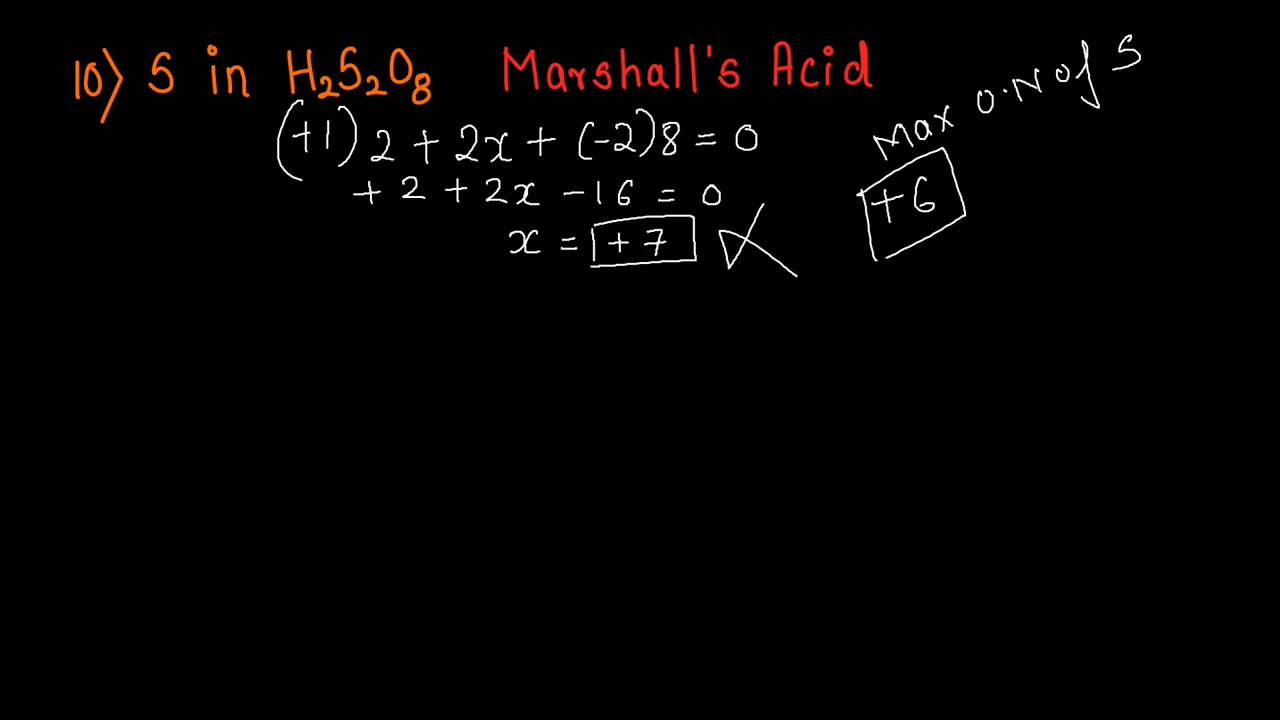 10) S in H₂S₂O₈ Marshall's Acid
(+1) 2 + 2x + (-2) 8 = 0
+ 2 + 2x - 16 = 0
x = +7
Max O.N of S
+6